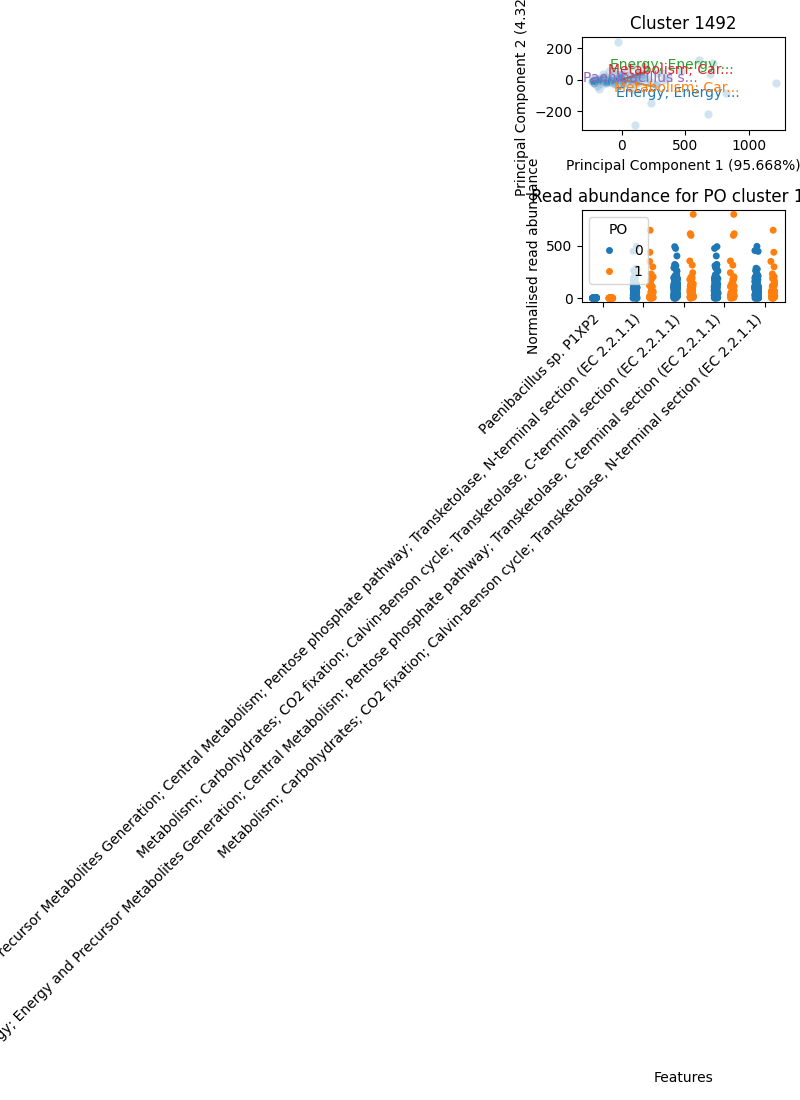 Cluster 1492
Principal Component 2 (4.32
200
0
−200
Energy; Energy ...
Metabolism; Car...
Paenibacillus s...
Metabolism; Car...
Energy; Energy ...
0
500
1000
Principal Component 1 (95.668%)
Read abundance for PO cluster 1
Normalised read abundance
500
0
PO
0
1
Paenibacillus sp. P1XP2
recursor Metabolites Generation; Central Metabolism; Pentose phosphate pathway; Transketolase, N-terminal section (EC 2.2.1.1)
Metabolism; Carbohydrates; CO2 fixation; Calvin-Benson cycle; Transketolase, C-terminal section (EC 2.2.1.1)
gy; Energy and Precursor Metabolites Generation; Central Metabolism; Pentose phosphate pathway; Transketolase, C-terminal section (EC 2.2.1.1)
Metabolism; Carbohydrates; CO2 fixation; Calvin-Benson cycle; Transketolase, N-terminal section (EC 2.2.1.1)
Features